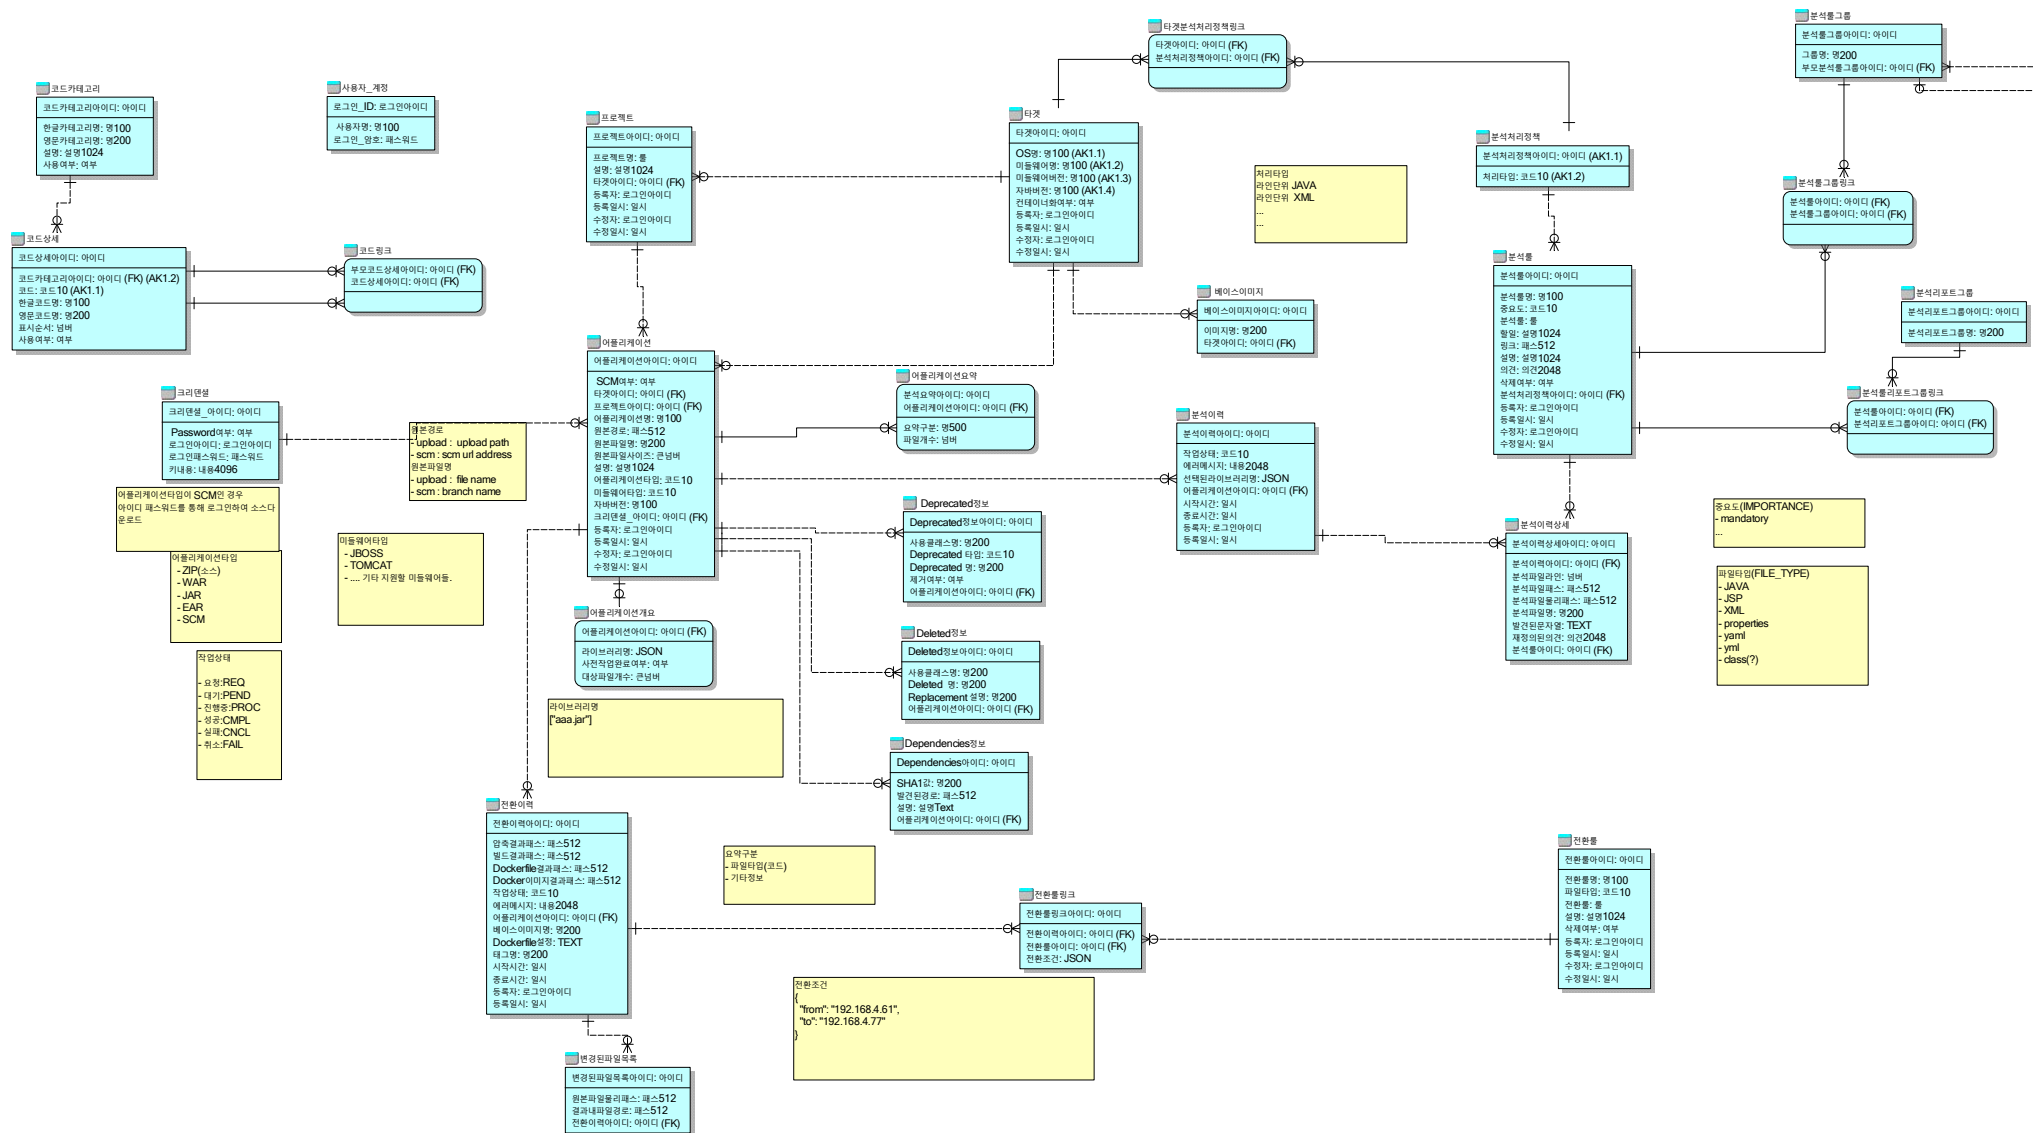 코드카테고리
코드카테고리아이디: 아이디
한글카테고리명: 명100
영문카테고리명: 명200
설명: 설명1024
사용여부: 여부
사용자_계정
로그인_ID: 로그인아이디
사용자명: 명100
로그인_암호: 패스워드
코드상세
코드상세아이디: 아이디
코드카테고리아이디: 아이디 (FK) (AK1.2)
코드: 코드10 (AK1.1)
한글코드명: 명100
영문코드명: 명200
표시순서: 넘버
사용여부: 여부
코드링크
부모코드상세아이디: 아이디 (FK)
코드상세아이디: 아이디 (FK)
프로젝트
프로젝트아이디: 아이디
프로젝트명: 룰
설명: 설명1024
타겟아이디: 아이디 (FK)
등록자: 로그인아이디
등록일시: 일시
수정자: 로그인아이디
수정일시: 일시
타겟분석처리정책링크
타겟아이디: 아이디 (FK)
분석처리정책아이디: 아이디 (FK)
타겟
타겟아이디: 아이디
OS명: 명100 (AK1.1)
미들웨어명: 명100 (AK1.2)
미들웨어버전: 명100 (AK1.3)
자바버전: 명100 (AK1.4)
컨테이너화여부: 여부
등록자: 로그인아이디
등록일시: 일시
수정자: 로그인아이디
수정일시: 일시
처리타입
라인단위 JAVA
라인단위 XML
...
...
분석처리정책
분석처리정책아이디: 아이디 (AK1.1)
처리타입: 코드10 (AK1.2)
분석룰그룹
분석룰그룹아이디: 아이디
그룹명: 명200
부모분석룰그룹아이디: 아이디 (FK)
분석룰그룹링크
분석룰아이디: 아이디 (FK)
분석룰그룹아이디: 아이디 (FK)
분석룰
분석룰아이디: 아이디
분석룰명: 명100
중요도: 코드10
분석룰: 룰
할일: 설명1024
링크: 패스512
설명: 설명1024
의견: 의견2048
삭제여부: 여부
분석처리정책아이디: 아이디 (FK)
등록자: 로그인아이디
등록일시: 일시
수정자: 로그인아이디
수정일시: 일시
분석리포트그룹
분석리포트그룹아이디: 아이디
분석리포트그룹명: 명200
분석룰리포트그룹링크
분석룰아이디: 아이디 (FK)
분석리포트그룹아이디: 아이디 (FK)
베이스이미지
베이스이미지아이디: 아이디
이미지명: 명200
타겟아이디: 아이디 (FK)
어플리케이션
어플리케이션아이디: 아이디
SCM여부: 여부
타겟아이디: 아이디 (FK)
프로젝트아이디: 아이디 (FK)
어플리케이션명: 명100
원본경로: 패스512
원본파일명: 명200
원본파일사이즈: 큰넘버
설명: 설명1024
어플리케이션타입: 코드10
미들웨어타입: 코드10
자바버전: 명100
크리덴셜_아이디: 아이디 (FK)
등록자: 로그인아이디
등록일시: 일시
수정자: 로그인아이디
수정일시: 일시
크리덴셜
크리덴셜_아이디: 아이디
Password여부: 여부
로그인아이디: 로그인아이디
로그인패스워드: 패스워드
키내용: 내용4096
원본경로
- upload : upload path
- scm : scm url address
원본파일명
- upload : file name
- scm : branch name
어플리케이션타입이 SCM인 경우
아이디 패스워드를 통해 로그인하여 소스다
운로드
어플리케이션타입
- ZIP(소스)
- WAR
- JAR
- EAR
- SCM
미들웨어타입
- JBOSS
- TOMCAT
- .... 기타 지원할 미들웨어들.
작업상태
- 요청:REQ
- 대기:PEND
- 진행중:PROC
- 성공:CMPL
- 실패:CNCL
- 취소:FAIL
어플리케이션요약
분석요약아이디: 아이디
어플리케이션아이디: 아이디 (FK)
요약구분: 명500
파일개수: 넘버
분석이력
분석이력아이디: 아이디
작업상태: 코드10
에러메시지: 내용2048
선택된라이브러리명: JSON
어플리케이션아이디: 아이디 (FK)
시작시간: 일시
종료시간: 일시
등록자: 로그인아이디
등록일시: 일시
Deprecated정보
Deprecated정보아이디: 아이디
사용클래스명: 명200
Deprecated 타입: 코드10
Deprecated 명: 명200
제거여부: 여부
어플리케이션아이디: 아이디 (FK)
분석이력상세
분석이력상세아이디: 아이디
분석이력아이디: 아이디 (FK)
분석파일라인: 넘버
분석파일패스: 패스512
분석파일물리패스: 패스512
분석파일명: 명200
발견된문자열: TEXT
재정의된의견: 의견2048
분석룰아이디: 아이디 (FK)
중요도(IMPORTANCE)
- mandatory
...
파일타입(FILE_TYPE)
- JAVA
- JSP
- XML
- properties
- yaml
- yml
- class(?)
어플리케이션개요
어플리케이션아이디: 아이디 (FK)
라이브러리명: JSON
사전작업완료여부: 여부
대상파일개수: 큰넘버
라이브러리명
["aaa.jar"]
Deleted정보
Deleted정보아이디: 아이디
사용클래스명: 명200
Deleted 명: 명200
Replacement 설명: 명200
어플리케이션아이디: 아이디 (FK)
Dependencies정보
Dependencies아이디: 아이디
SHA1값: 명200
발견된경로: 패스512
설명: 설명Text
어플리케이션아이디: 아이디 (FK)
전환이력
전환이력아이디: 아이디
압축결과패스: 패스512
빌드결과패스: 패스512
Dockerfile결과패스: 패스512
Docker이미지결과패스: 패스512
작업상태: 코드10
에러메시지: 내용2048
어플리케이션아이디: 아이디 (FK)
베이스이미지명: 명200
Dockerfile설정: TEXT
태그명: 명200
시작시간: 일시
종료시간: 일시
등록자: 로그인아이디
등록일시: 일시
요약구분
- 파일타입(코드)
- 기타정보
전환룰링크
전환룰링크아이디: 아이디
전환이력아이디: 아이디 (FK)
전환룰아이디: 아이디 (FK)
전환조건: JSON
전환룰
전환룰아이디: 아이디
전환룰명: 명100
파일타입: 코드10
전환룰: 룰
설명: 설명1024
삭제여부: 여부
등록자: 로그인아이디
등록일시: 일시
수정자: 로그인아이디
수정일시: 일시
전환조건
{
"from": "192.168.4.61",
"to": "192.168.4.77"
}
변경된파일목록
변경된파일목록아이디: 아이디
원본파일물리패스: 패스512
결과내파일경로: 패스512
전환이력아이디: 아이디 (FK)